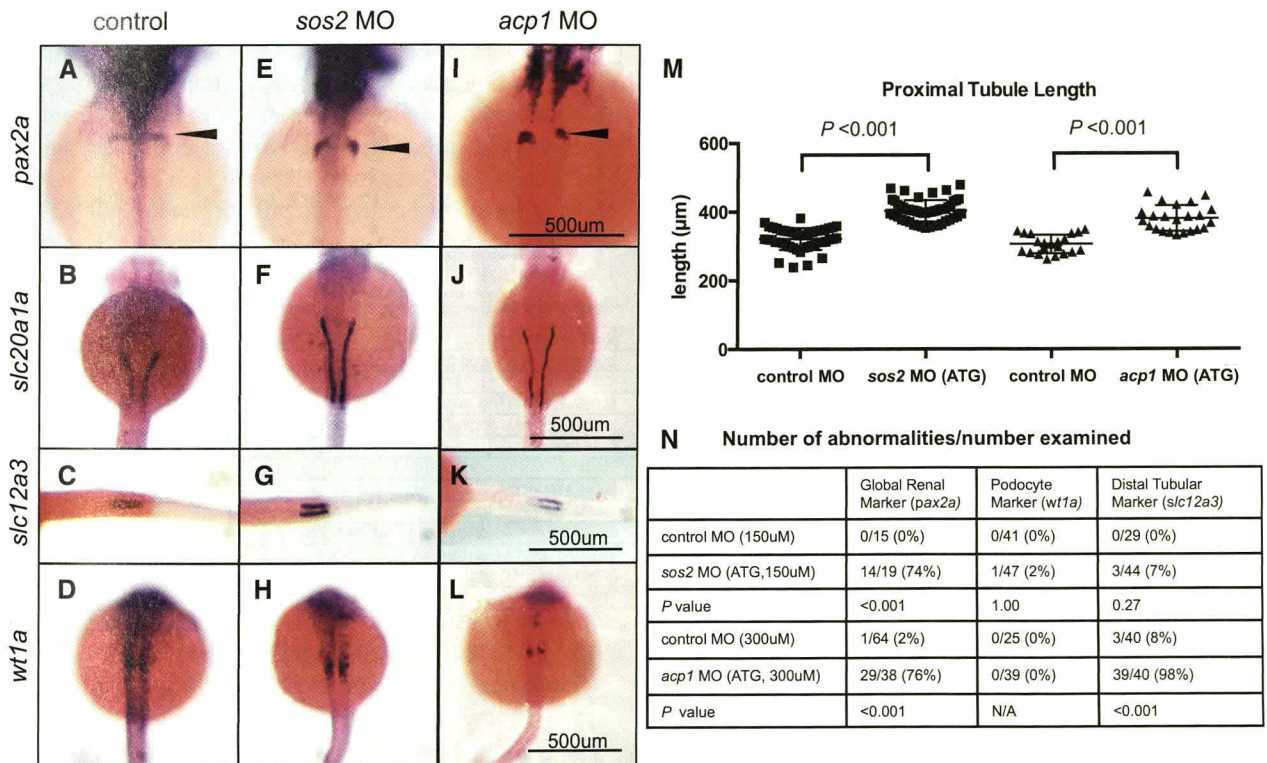 control sos2 MO acp1 MO
pax2a
A
E
I
500um
slc20a1a
B
F
J
500um
slc12a3
C
G
K
500um
wt1a
D
H
L
500um
M
Proximal Tubule Length
P <0.001
P <0.001
length (µm)
600
400
200
0
control MO sos2 MO (ATG) control MO acp1 MO (ATG)
N Number of abnormalities/number examined
Global Renal Marker (pax2a) Podocyte Marker (wt1a) Distal Tubular Marker (slc12a3)
control MO (150uM) 0/15 (0%) 0/41 (0%) 0/29 (0%)
sos2 MO (ATG,150uM) 14/19 (74%) 1/47 (2%) 3/44 (7%)
P value <0.001 1.00 0.27
control MO (300uM) 1/64 (2%) 0/25 (0%) 3/40 (8%)
acp1 MO (ATG, 300uM) 29/38 (76%) 0/39 (0%) 39/40 (98%)
P value <0.001 N/A <0.001